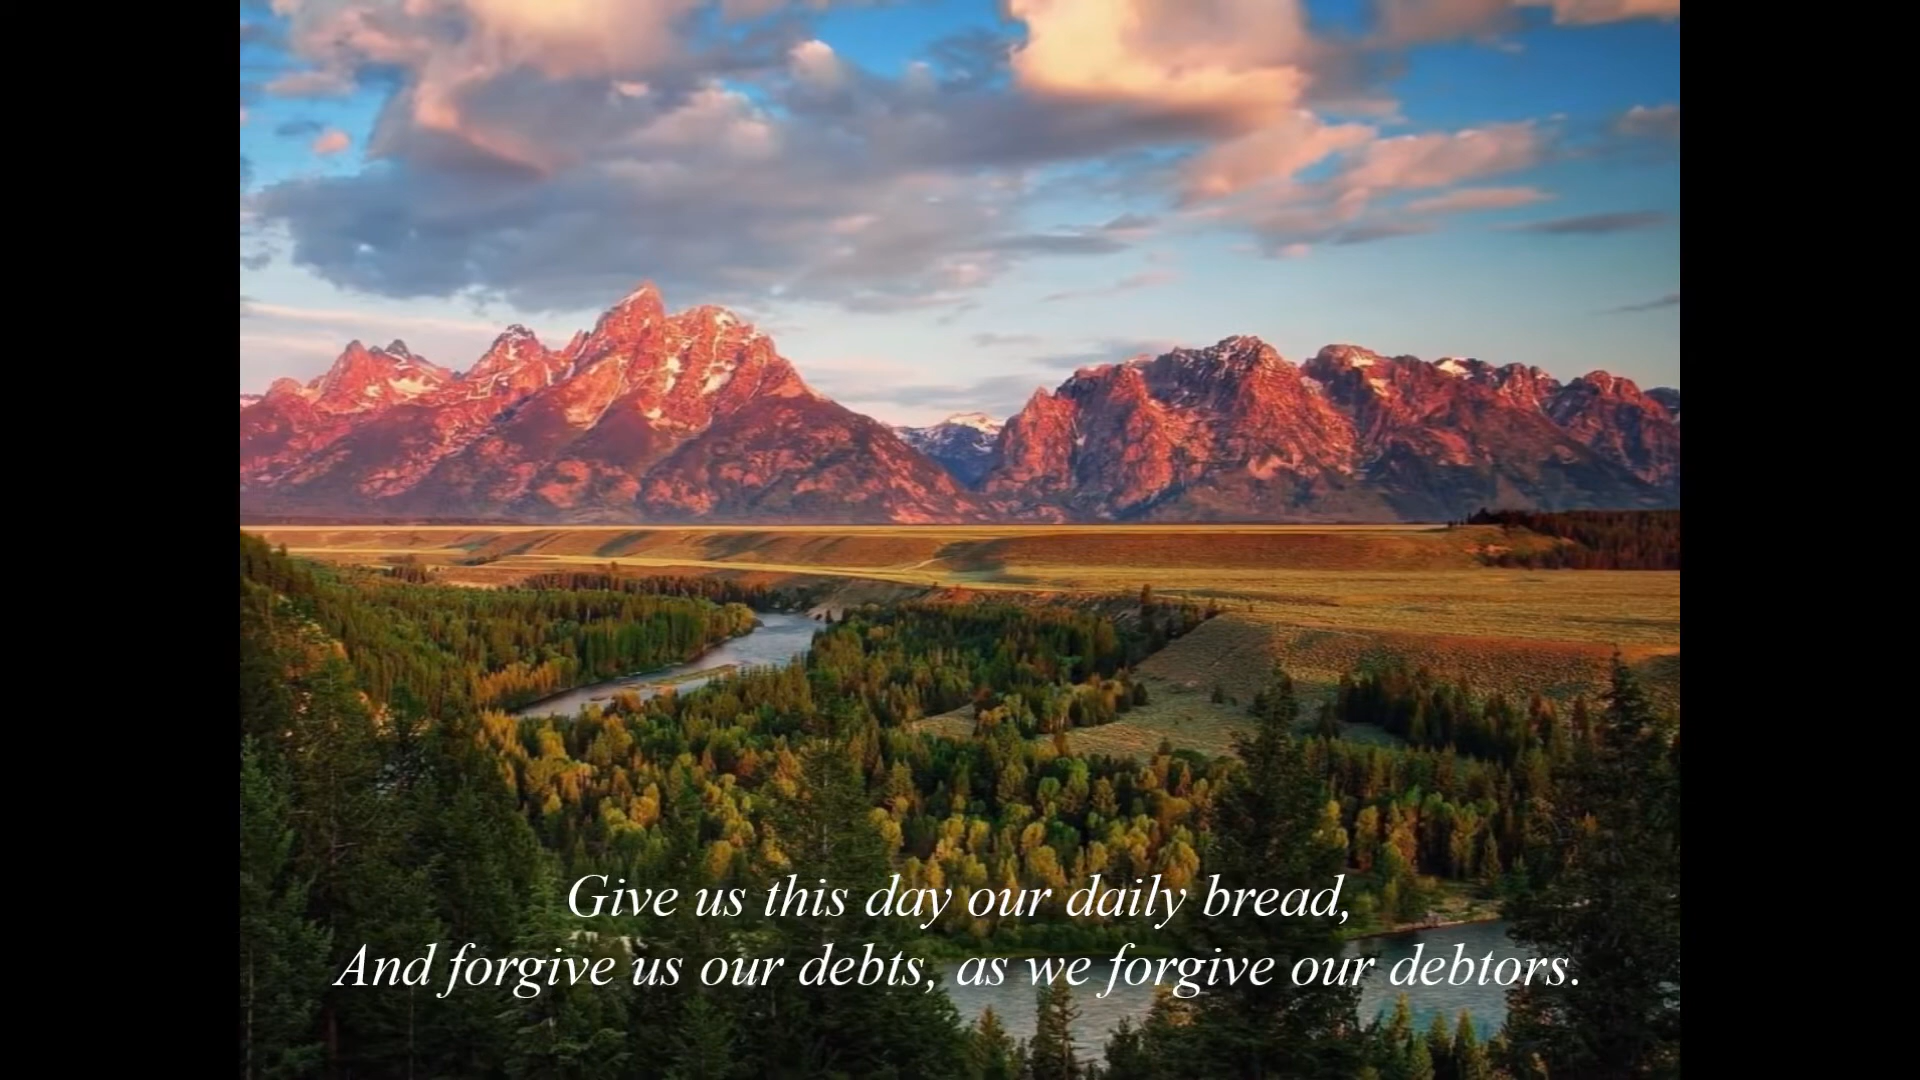 Give us this day our daily bread,
And forgive us our debts, as we forgive our debtors.